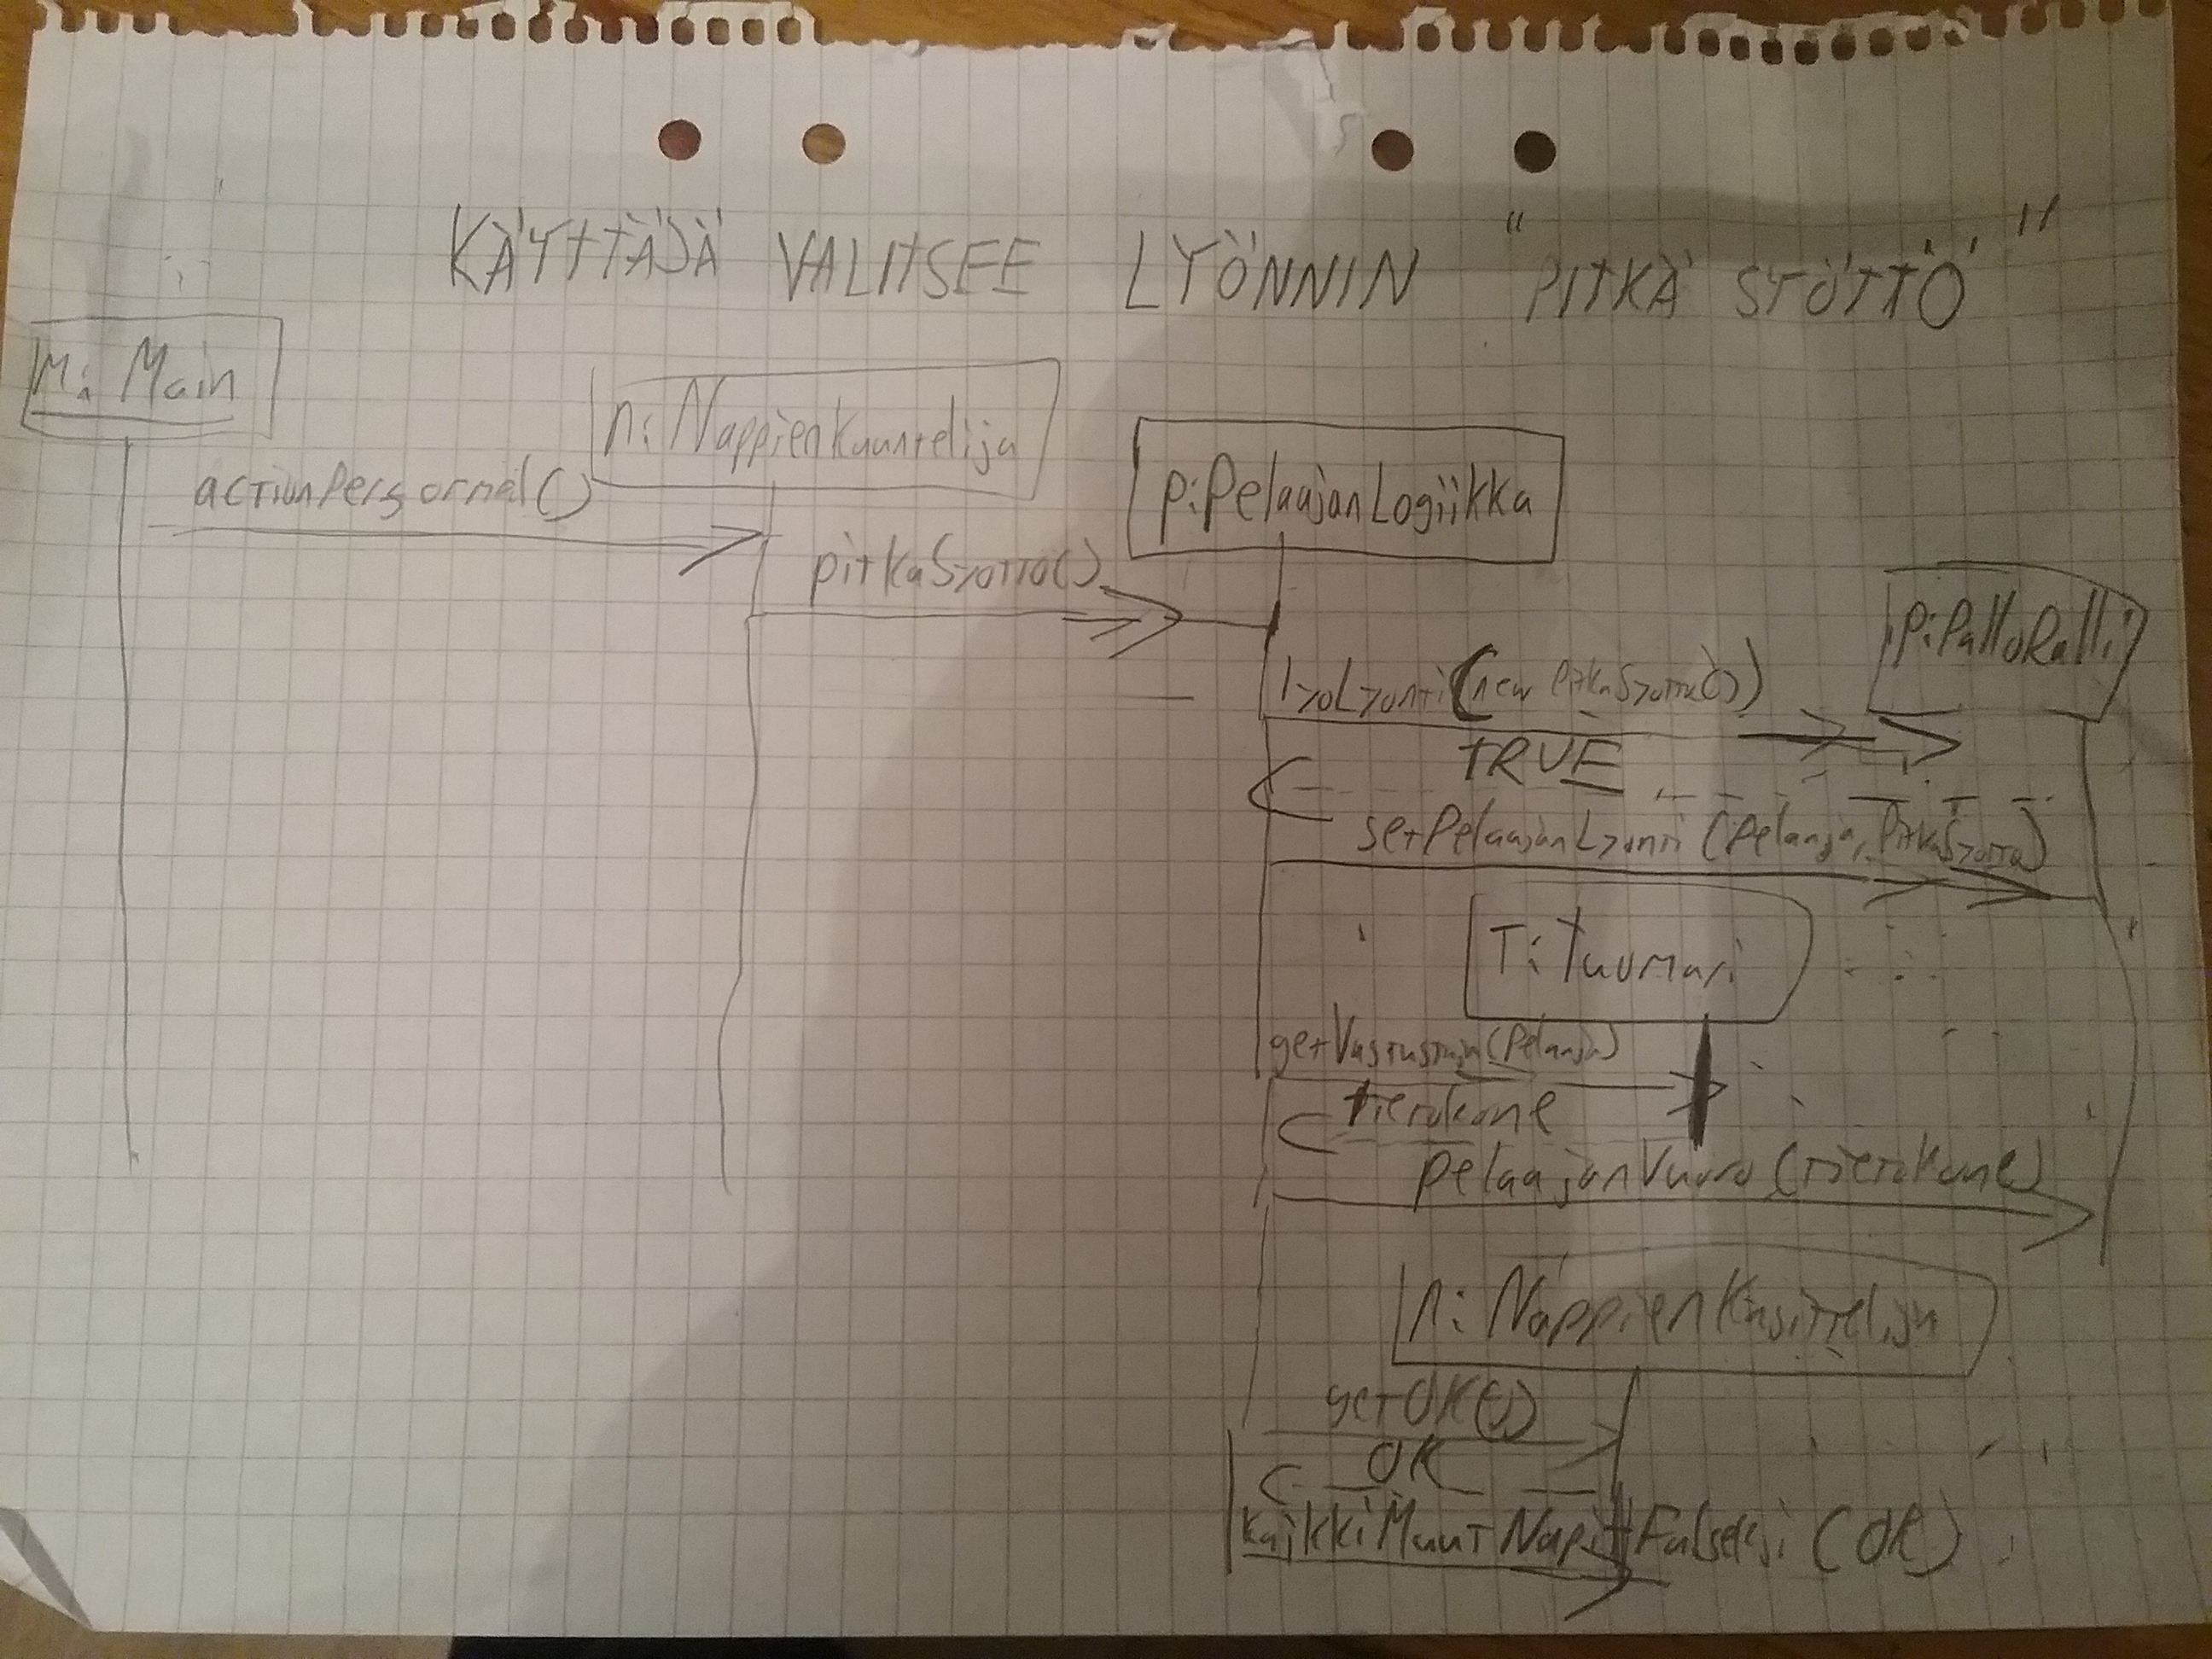 KÄYTTÄJÄ VALITSEE LYÖNNIN "PITKÄ SYÖTTÖ"
m: Main
n: NappienKuuntelija
p: PelaajanLogiikka
actionPerformed()
pitkaSyotto()
p: PalloRalli
lyoLyonti(new PitkaSyotto())
TRUE
setPelaajanLyonti(pelaaja, PitkaSyotto)
T: Tuomari
getVastustaja(Pelaaja)
tietokone
pelaajanVuoro(tietokone)
n: NappienKasittelija
getOK()
OK
kaikkiMuutNapitFalseksi(OK)